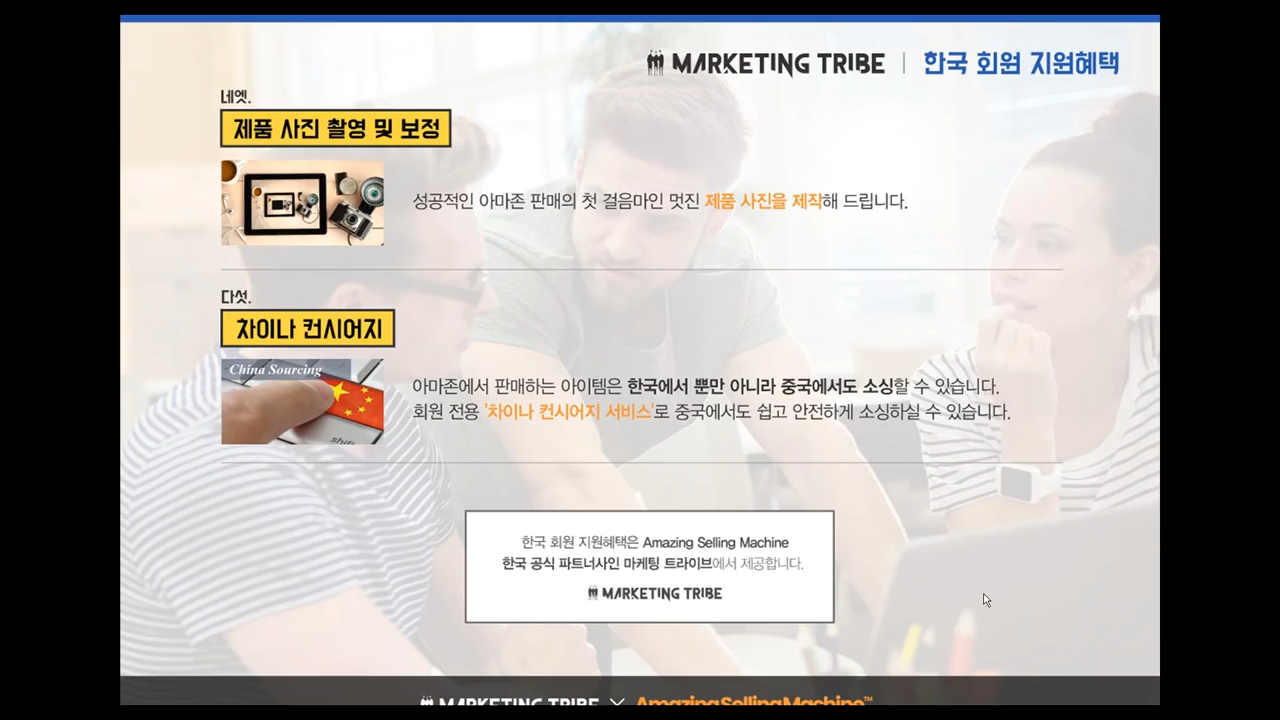 MARKETING TRIBE | 한국 회원 지원혜택
네엣.
제품 사진 촬영 및 보정
성공적인 아마존 판매의 첫 걸음마인 멋진 제품 사진을 제작해 드립니다.
다섯.
차이나 컨시어지
China Sourcing
shift
아마존에서 판매하는 아이템은 한국에서 뿐만 아니라 중국에서도 소싱할 수 있습니다.
회원 전용 '차이나 컨시어지 서비스'로 중국에서도 쉽고 안전하게 소싱하실 수 있습니다.
한국 회원 지원혜택은 Amazing Selling Machine
한국 공식 파트너사인 마케팅 트라이브에서 제공합니다.
MARKETING TRIBE
MARKETING TRIBE X AmazingSellingMachine™